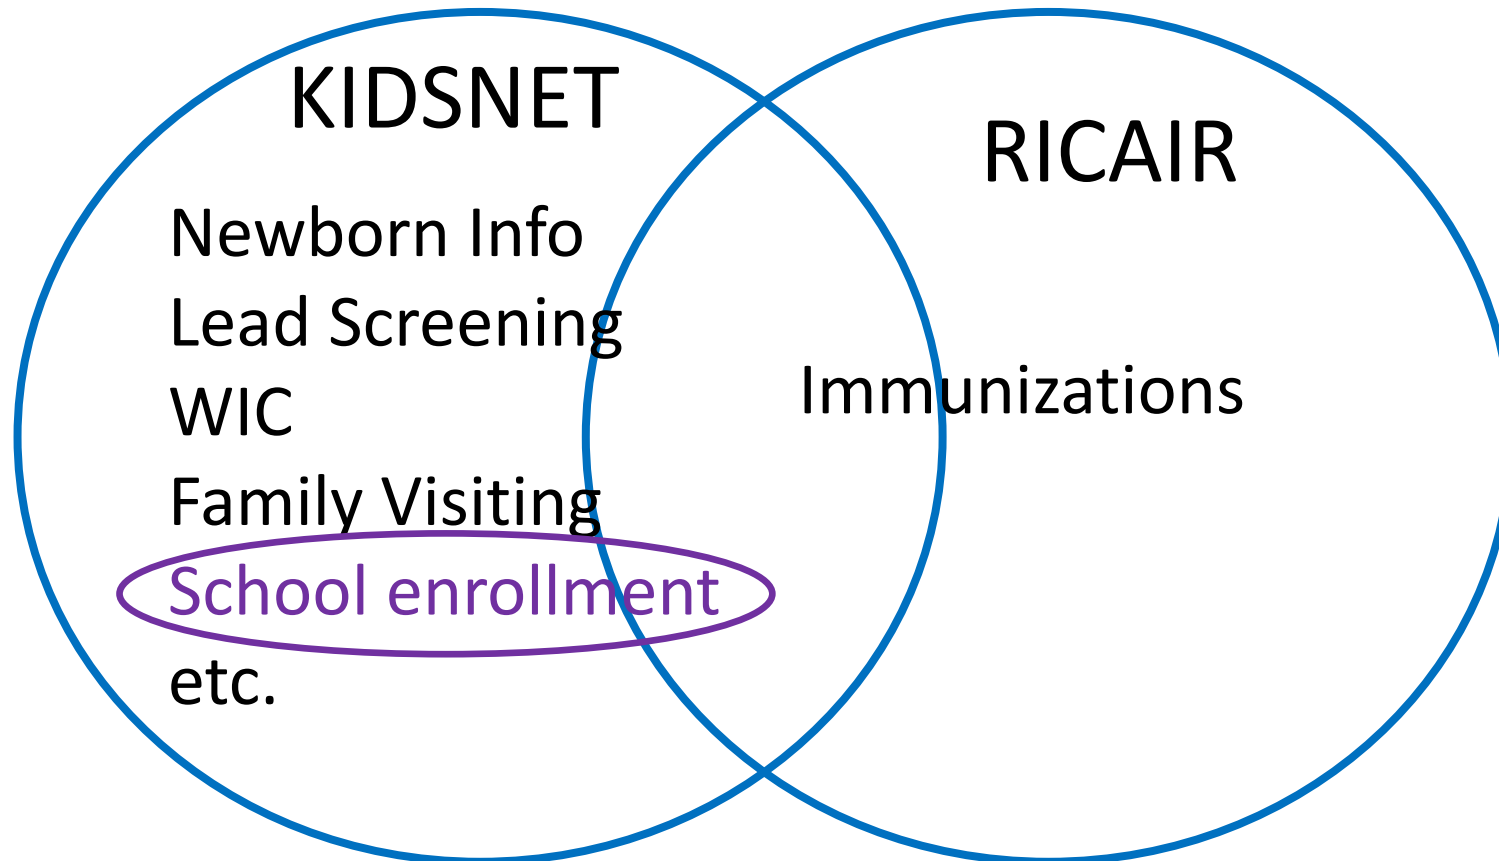 KIDSNET
Newborn Info
Lead Screening
WIC
Family Visiting
School enrollment
etc.
RICAIR
Immunizations